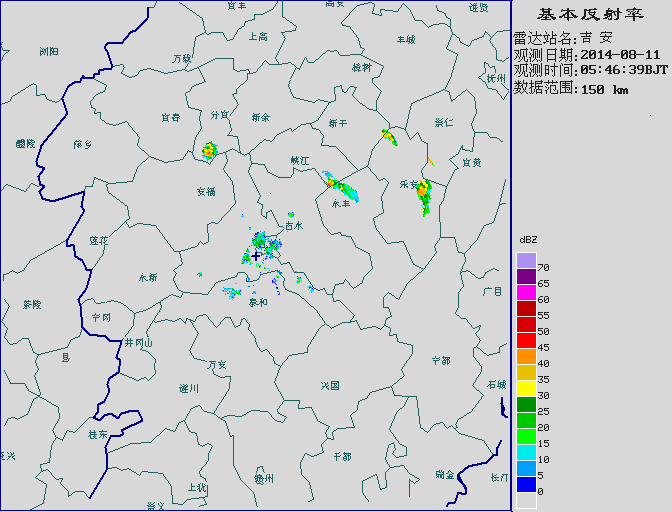 基本反射率
雷达站名:吉 安
观测日期:2014-08-11
观测时间:05:46:39BJT
数据范围:150 km
dBZ
70
65
60
55
50
45
40
35
30
25
20
15
10
5
0
宜丰
上高
高安
进贤
丰城
浏阳
万载
樟树
抚州
宜春
分宜
新余
新干
崇仁
醴陵
萍乡
峡江
宜黄
安福
乐安
永丰
吉水
莲花
永新
广昌
茶陵
宁冈
泰和
井冈山
县
万安
宁都
遂川
兴国
石城
桂东
于都
瑞金
长汀
上犹
赣州
崇义